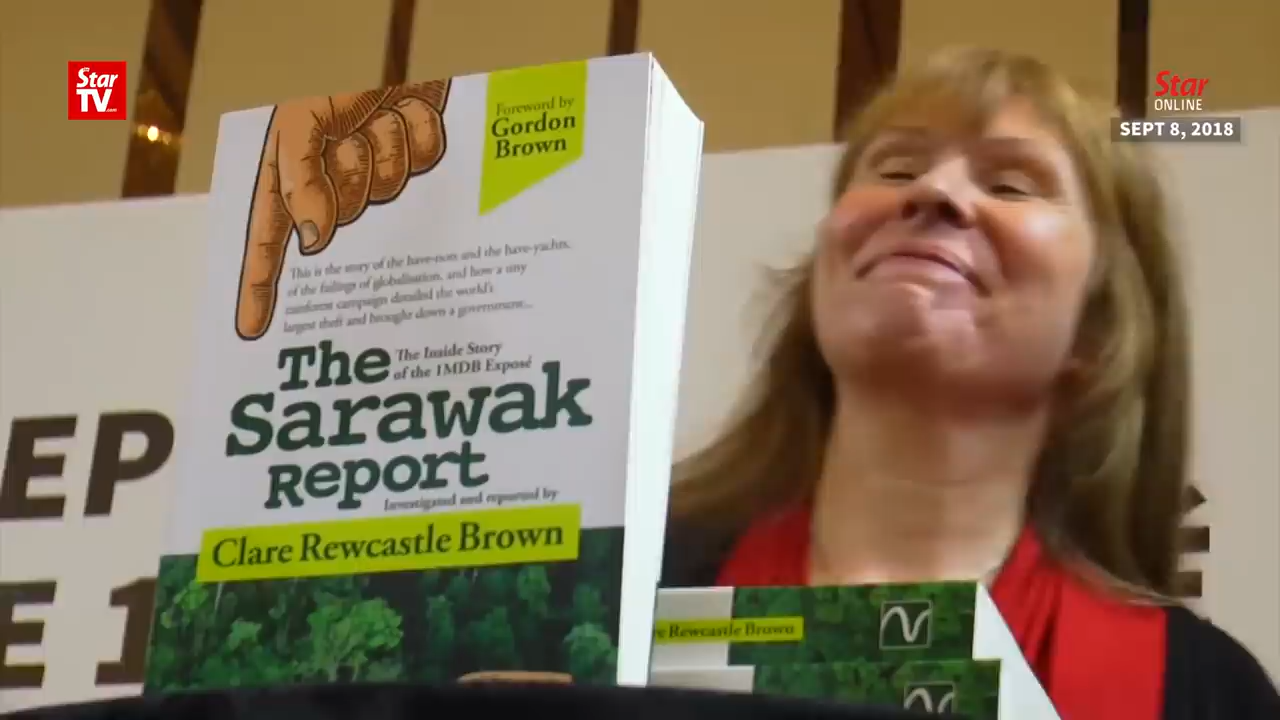 Star
TV.com
Star
ONLINE
SEPT 8, 2018
Foreword by
Gordon
Brown
This is the story of the have-nots and the have-yachts,
of the failings of globalisation, and how a tiny
rainforest campaign derailed the world's
largest theft and brought down a government...
The
The Inside Story
of the 1MDB Exposé
Sarawak
Report
Investigated and reported by
Clare Rewcastle Brown
EP
E 1
re Rewcastle Brown